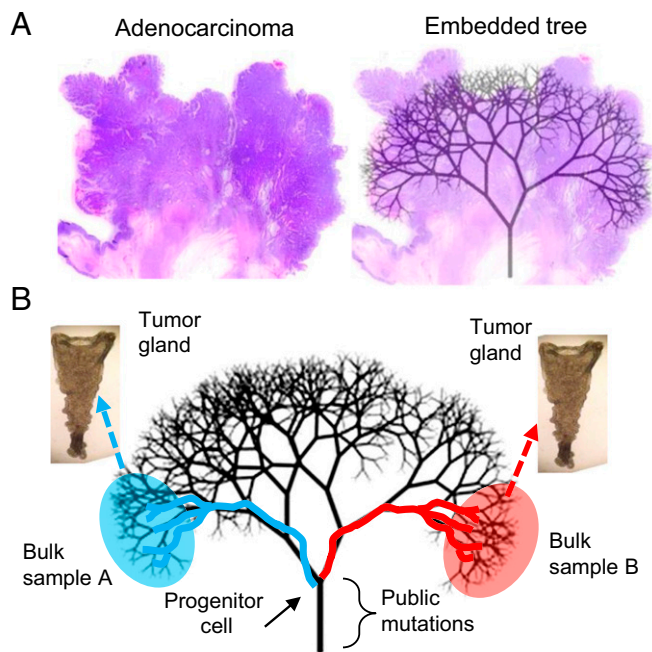 A
Adenocarcinoma
Embedded tree
B
Tumor
gland
Tumor
gland
Bulk
sample A
Bulk
sample B
Progenitor
cell
Public
mutations